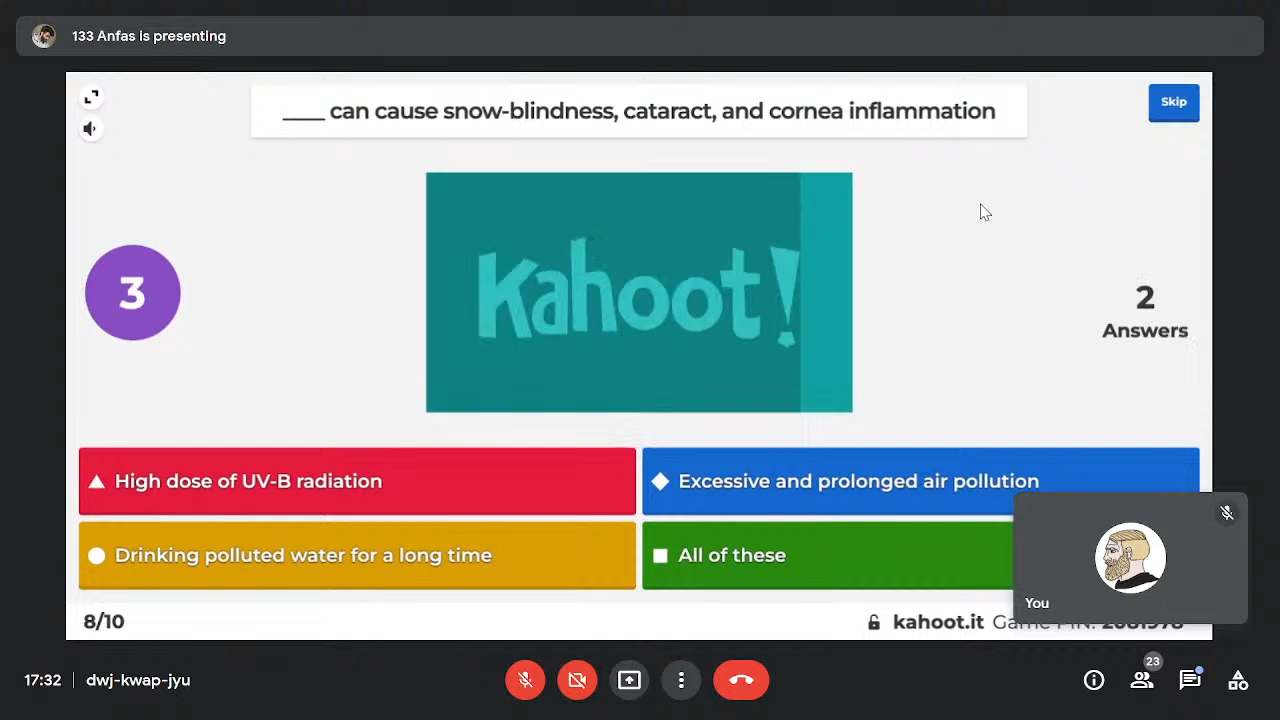 133 Anfas is presenting
____ can cause snow-blindness, cataract, and cornea inflammation
Skip
Kahoot!
3
2
Answers
High dose of UV-B radiation
Excessive and prolonged air pollution
Drinking polluted water for a long time
All of these
You
8/10
kahoot.it Game PIN:
17:32 | dwj-kwap-jyu
23